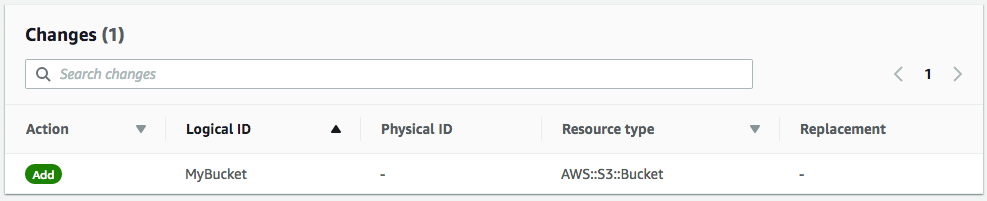 Changes (1)
Search changes
1
Action Logical ID Physical ID Resource type Replacement
Add MyBucket - AWS::S3::Bucket -